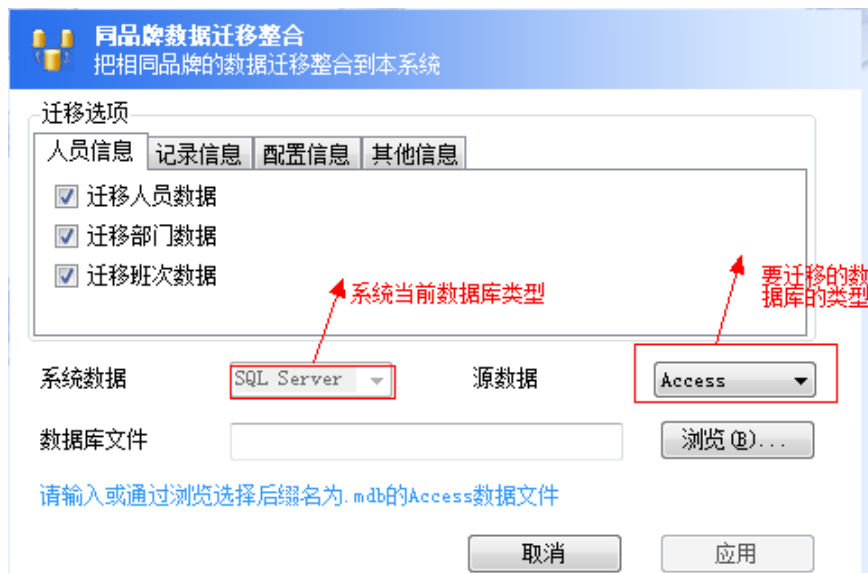 同品牌数据迁移整合
把相同品牌的数据迁移整合到本系统
迁移选项
人员信息 记录信息 配置信息 其他信息
迁移人员数据
迁移部门数据
迁移班次数据
系统当前数据库类型
要迁移的数
据库的类型
系统数据 SQL Server 源数据 Access
数据库文件 浏览(B)...
请输入或通过浏览选择后缀名为.mdb的Access数据文件
取消 应用